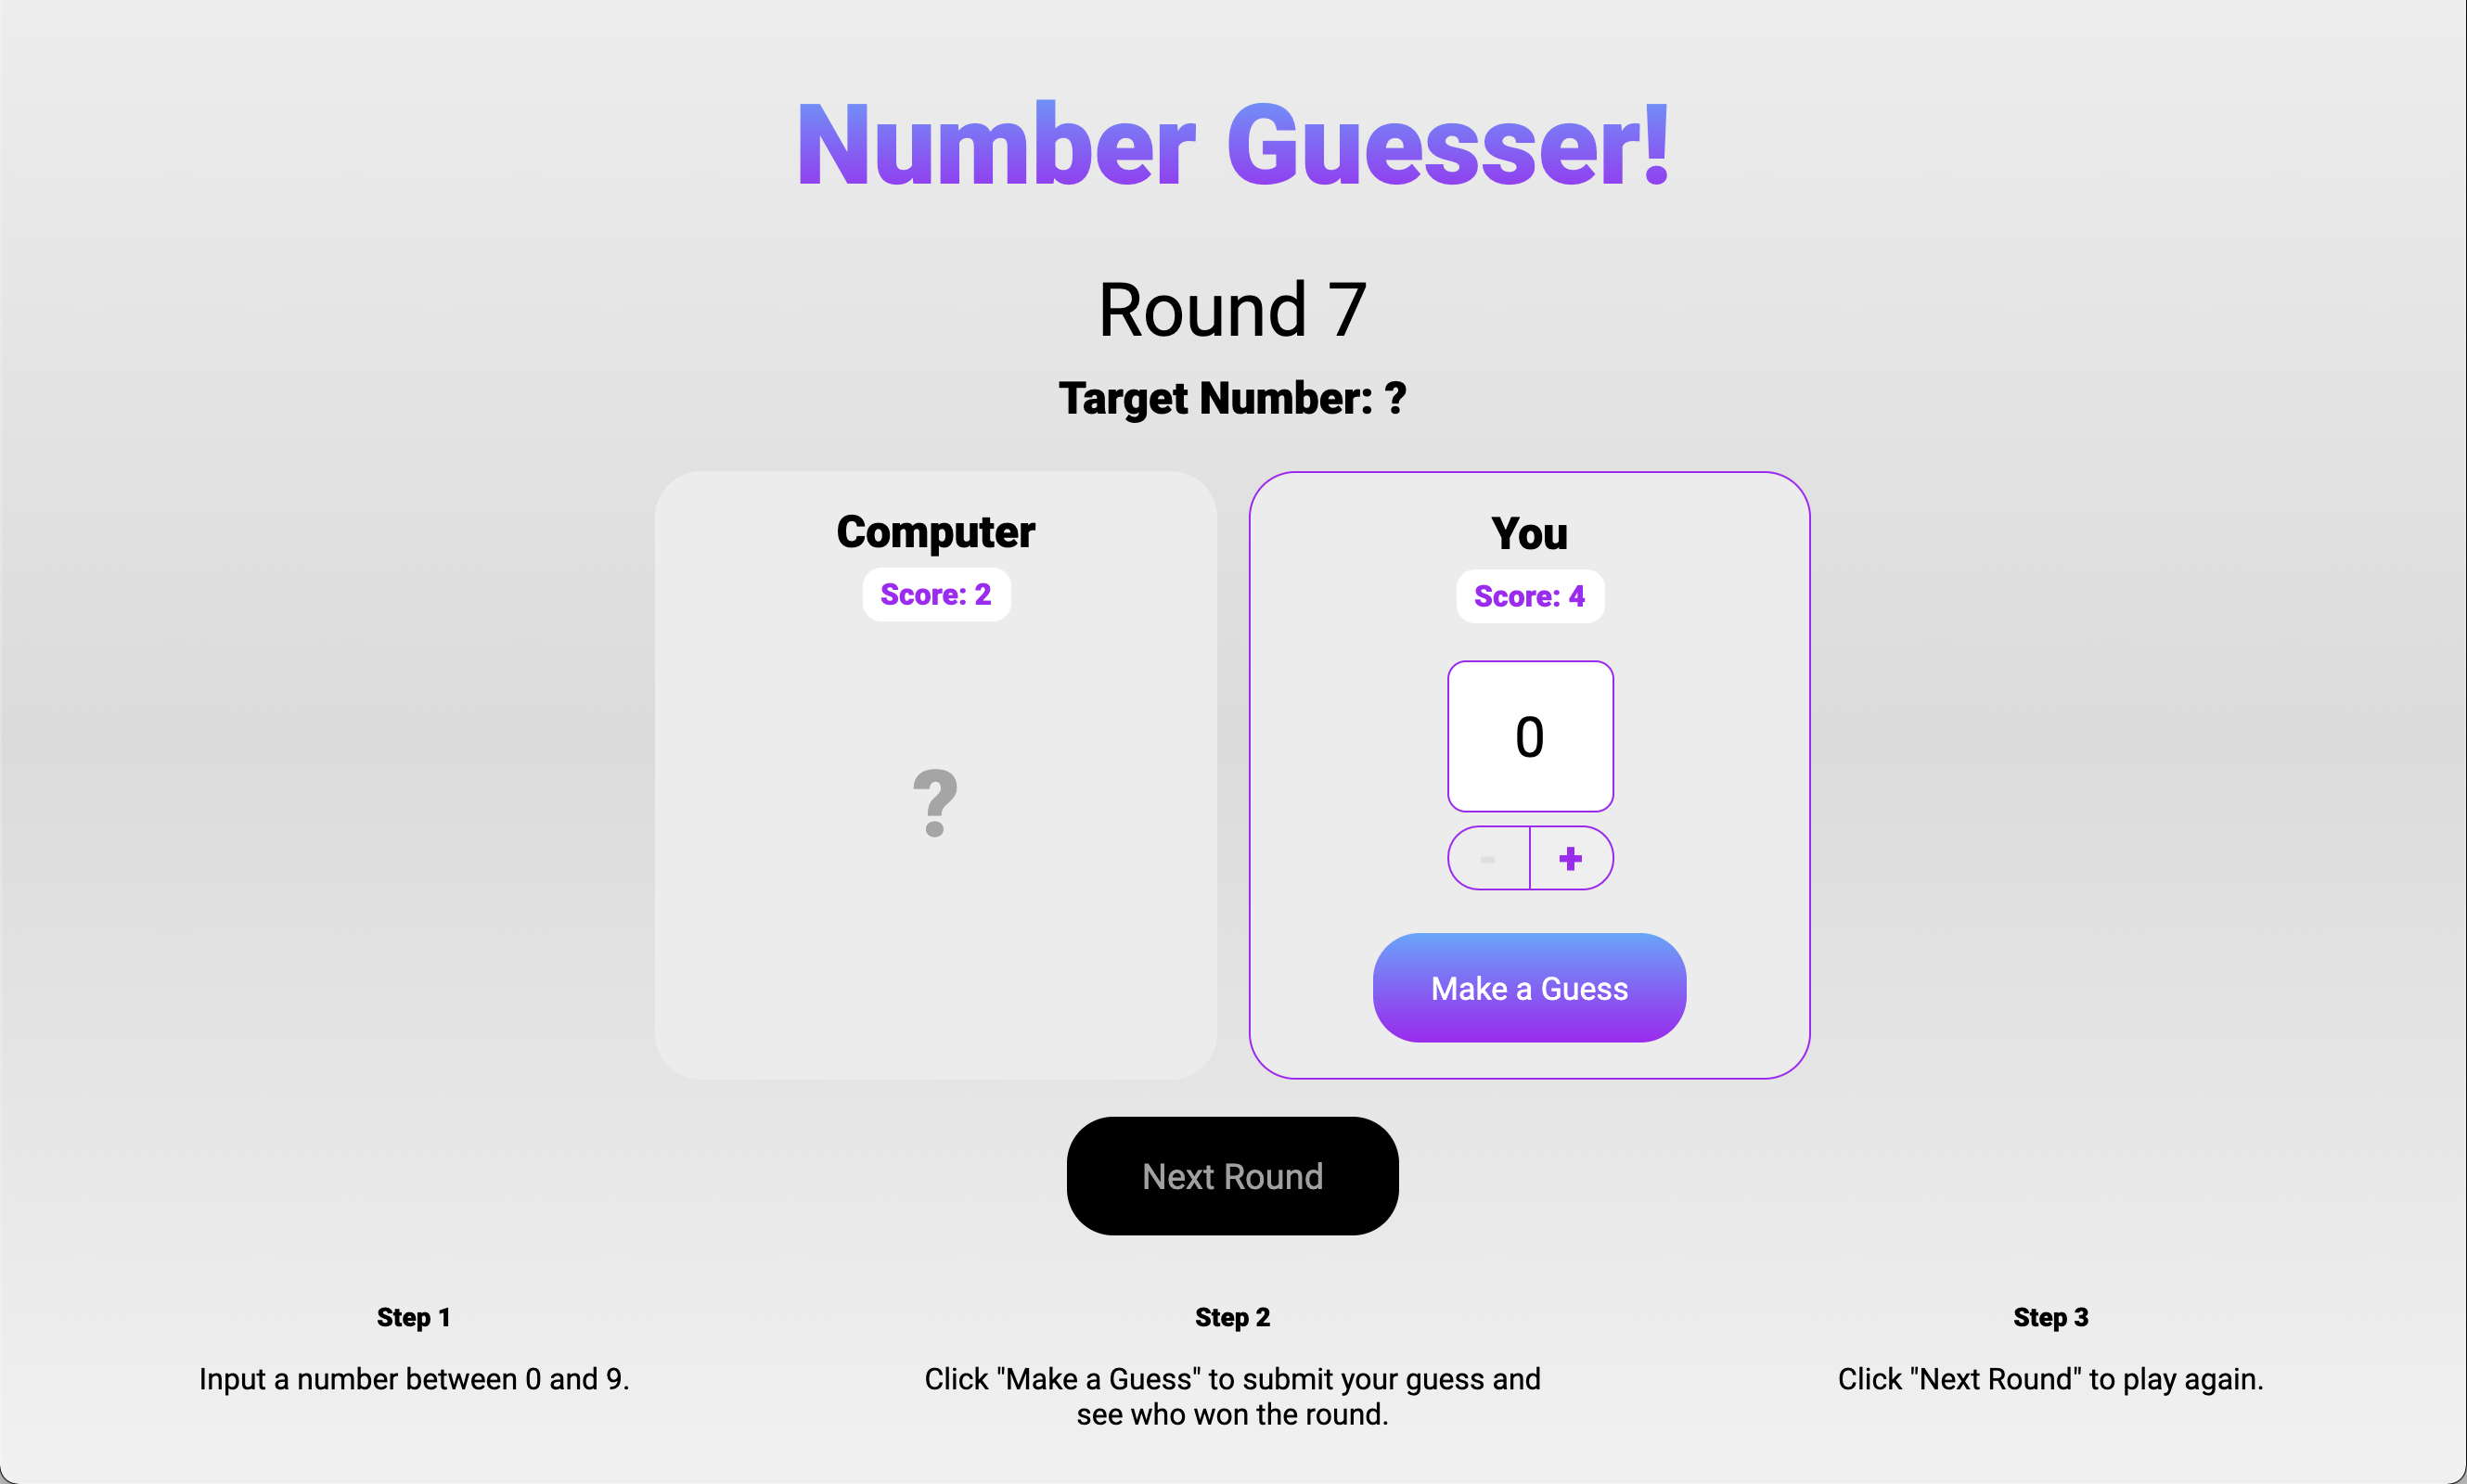 Number Guesser!
Round 7
Target Number: ?
Computer
Score: 2
?
You
Score: 4
0
- +
Make a Guess
Next Round
Step 1
Input a number between 0 and 9.
Step 2
Click "Make a Guess" to submit your guess and
see who won the round.
Step 3
Click "Next Round" to play again.